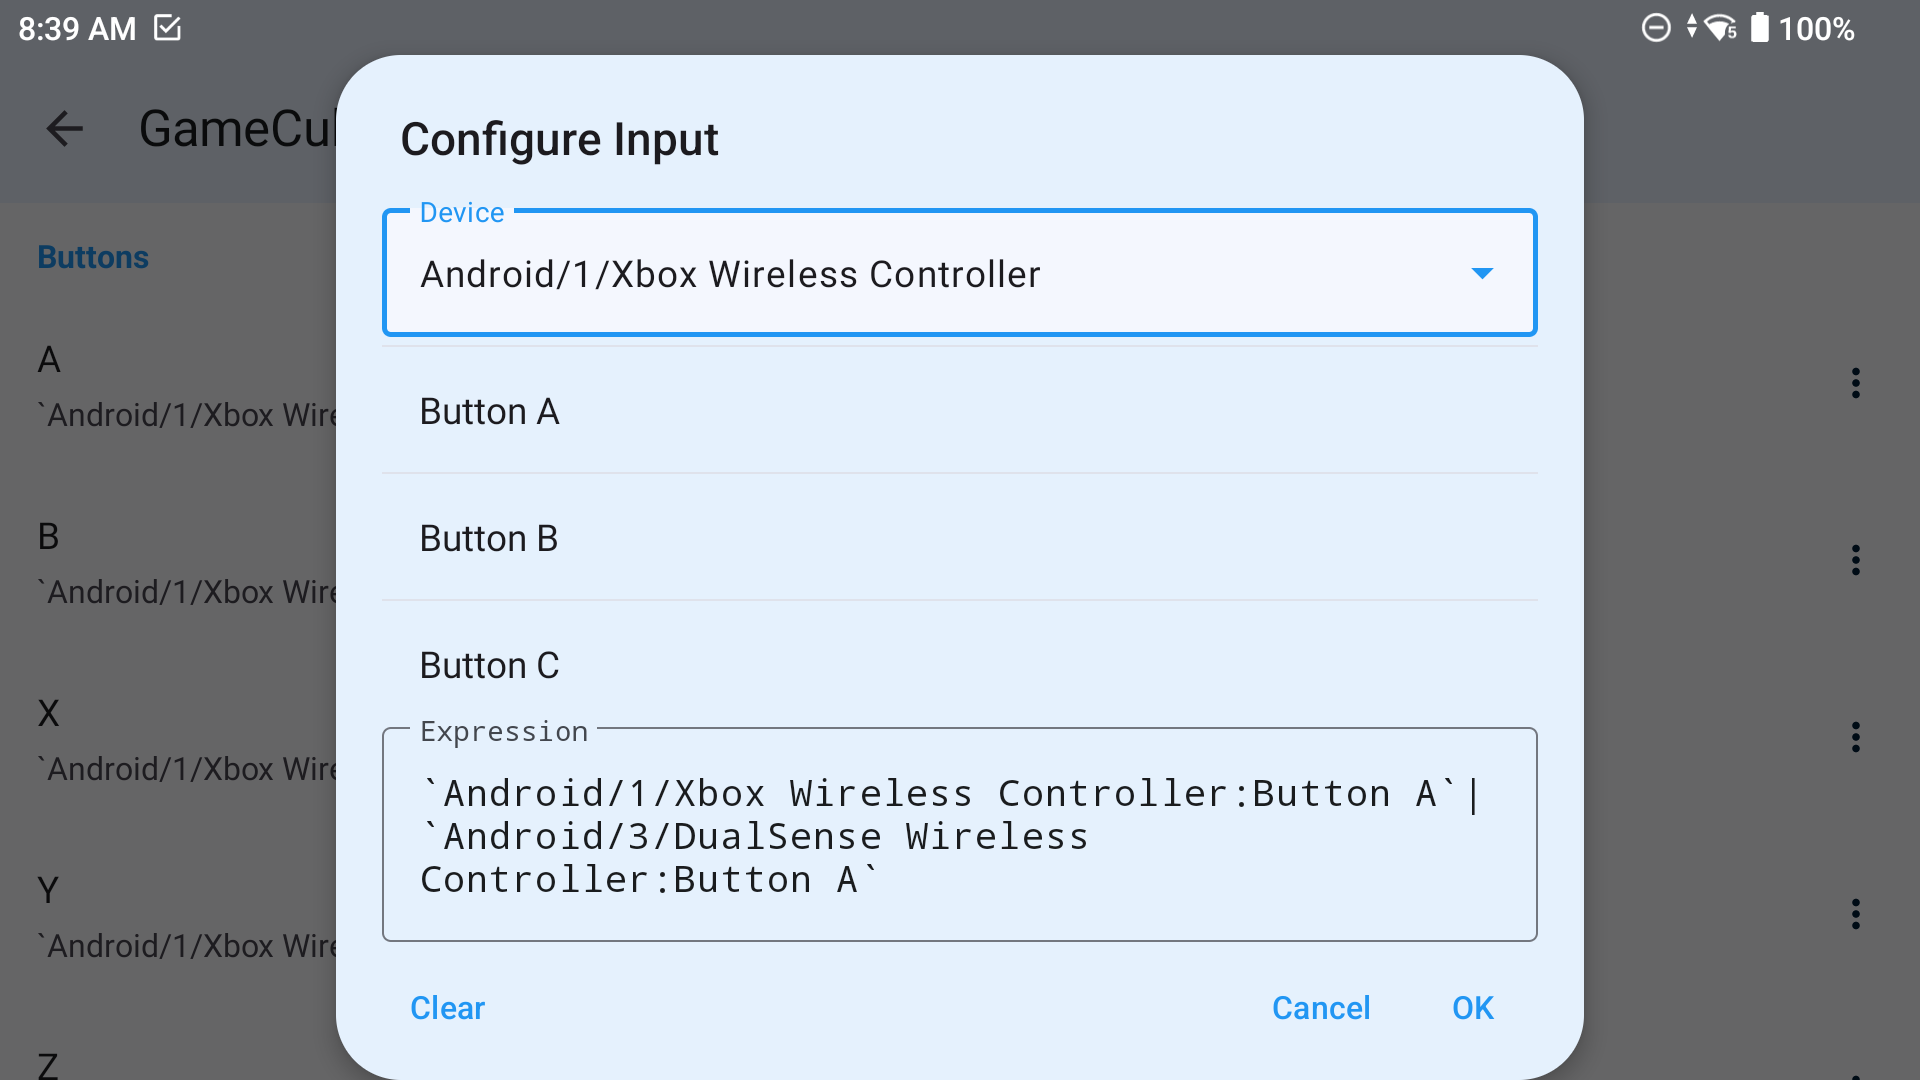 8:39 AM
5 100%
GameCu
Configure Input
Device
Android/1/Xbox Wireless Controller
Buttons
A
`Android/1/Xbox Wire
Button A
B
`Android/1/Xbox Wire
Button B
X
`Android/1/Xbox Wire
Button C
Expression
`Android/1/Xbox Wireless Controller:Button A`|
`Android/3/DualSense Wireless
Controller:Button A`
Y
`Android/1/Xbox Wire
Clear
Cancel
OK
Z